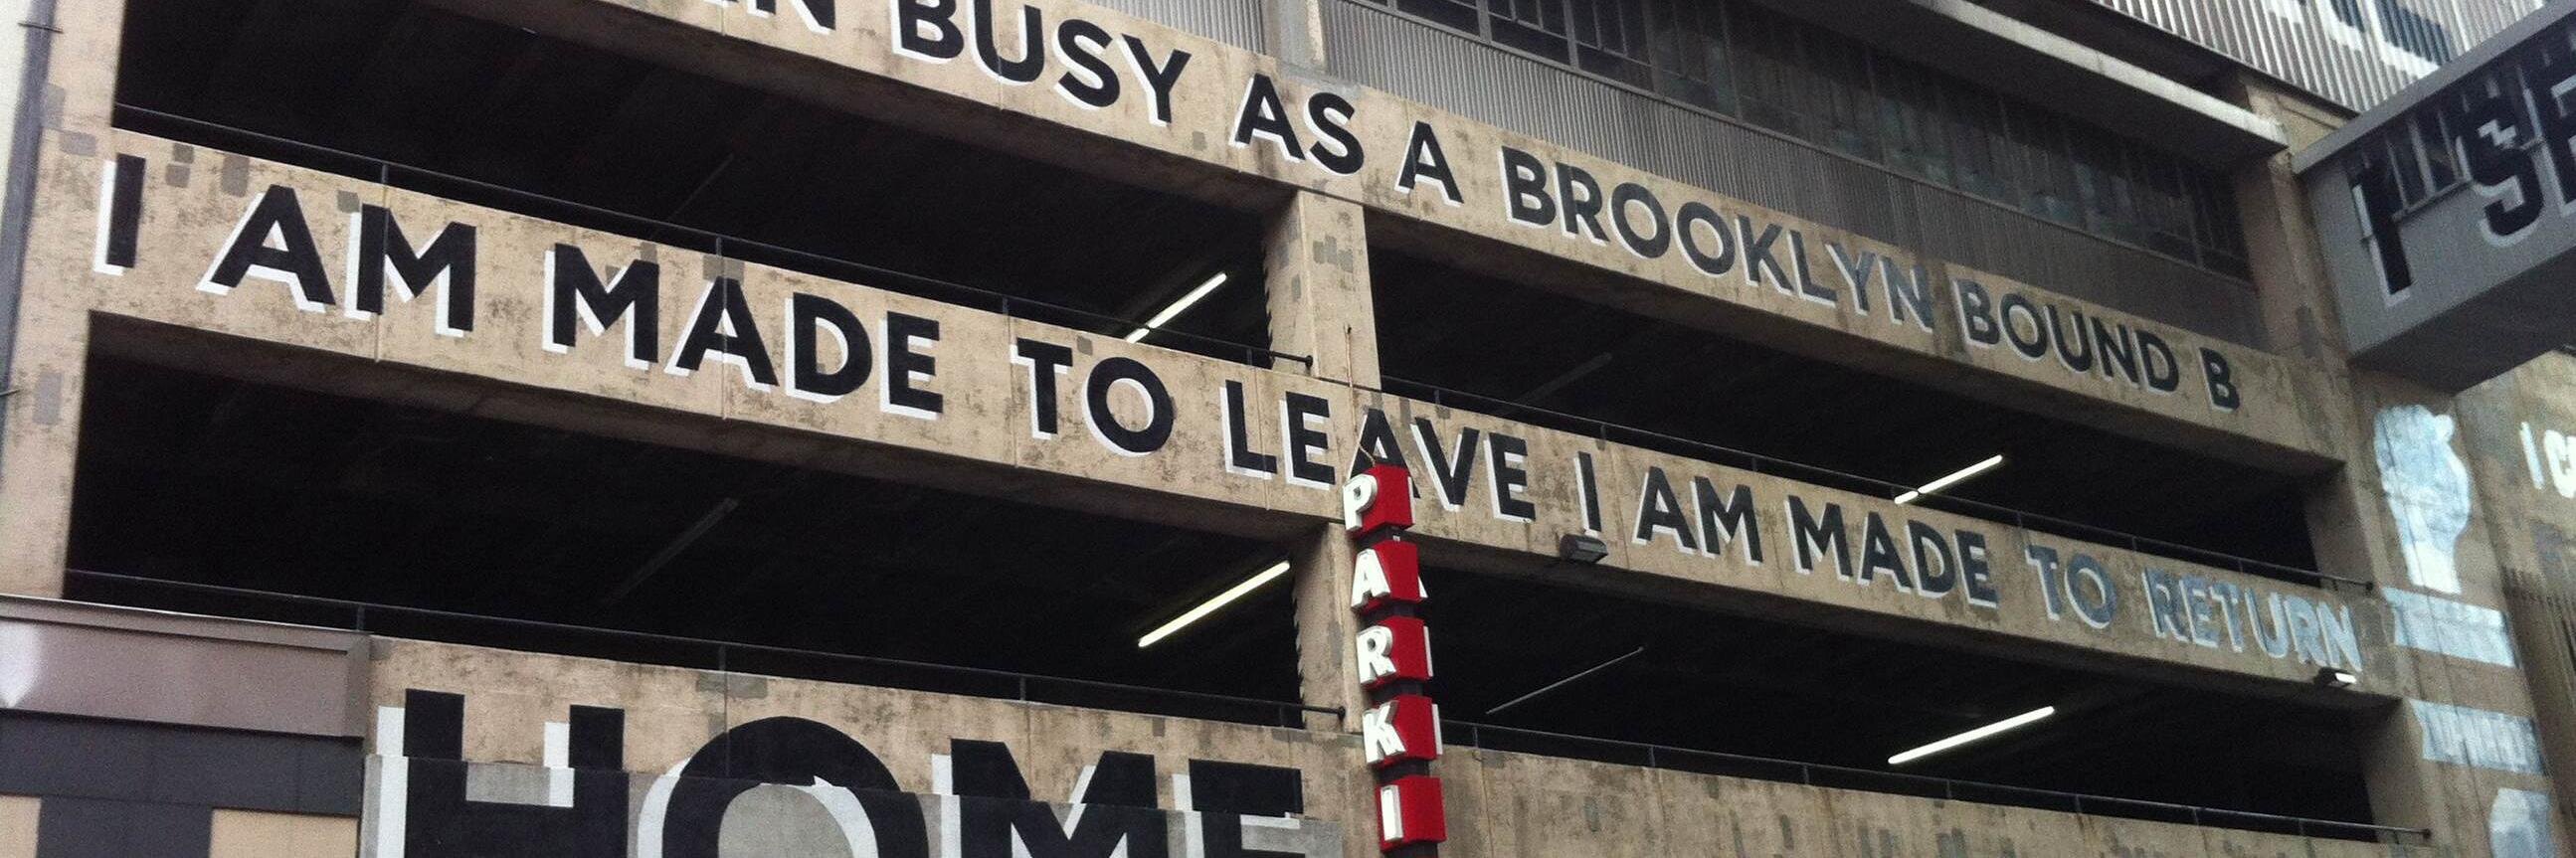 BUSY AS A BROOKLYN BOUND B
I AM MADE TO LEAVE I AM MADE TO RETURN
HOME
PARKI